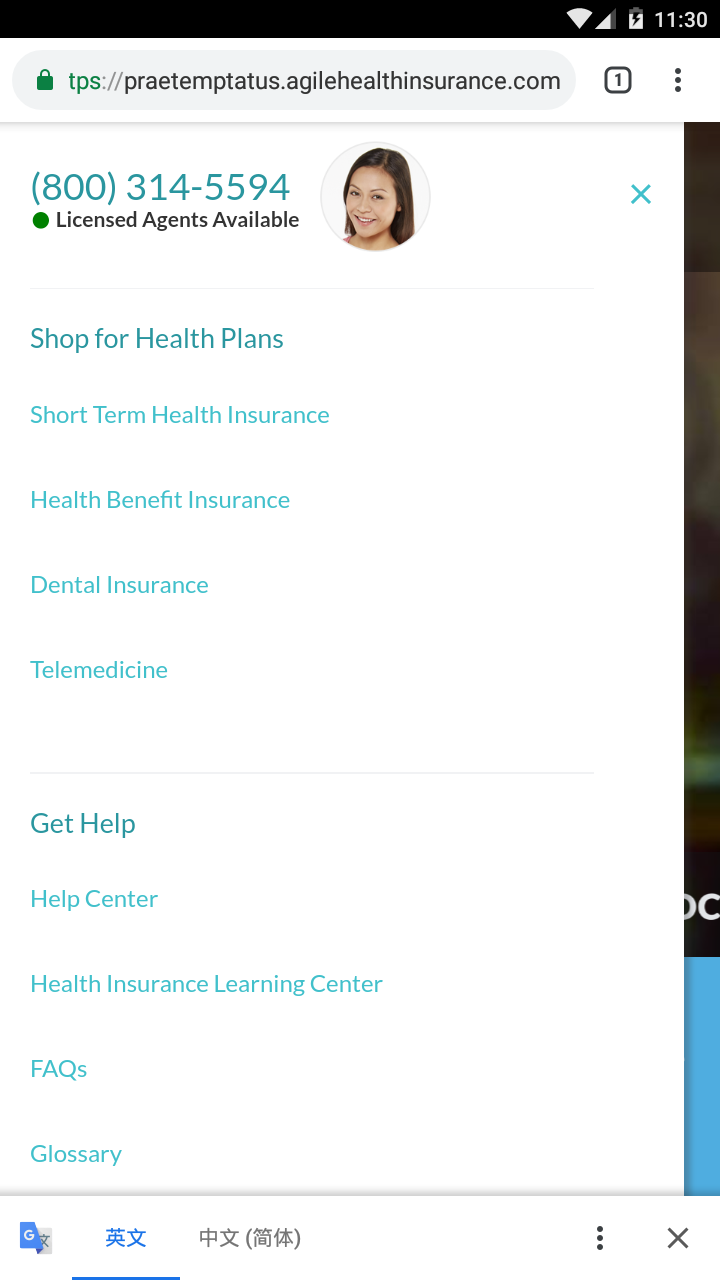 11:30
tps://praetemptatus.agilehealthinsurance.com
1
(800) 314-5594
Licensed Agents Available
Shop for Health Plans
Short Term Health Insurance
Health Benefit Insurance
Dental Insurance
Telemedicine
Get Help
Help Center
Health Insurance Learning Center
FAQs
Glossary
英文
中文 (简体)